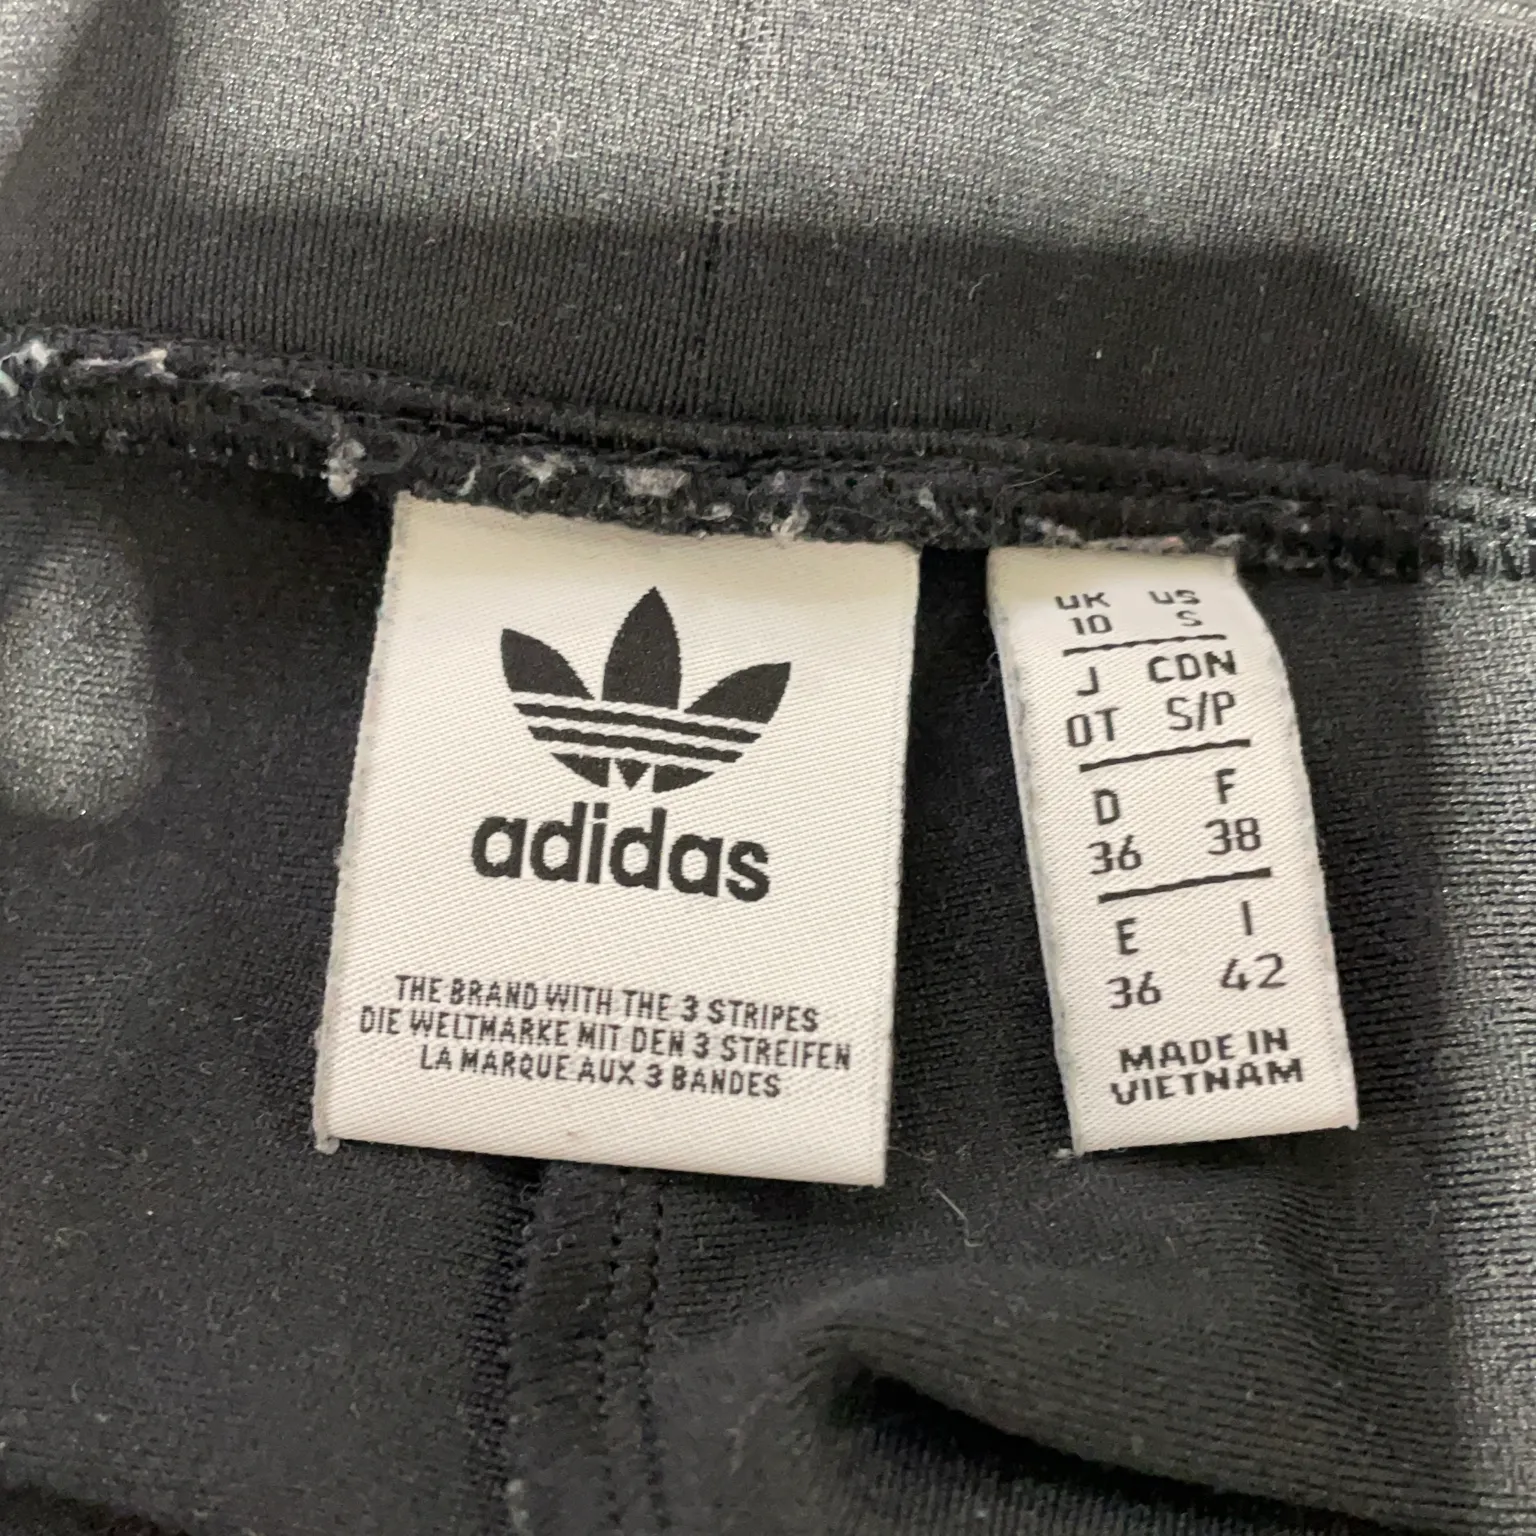 adidas
THE BRAND WITH THE 3 STRIPES
DIE WELTMARKE MIT DEN 3 STREIFEN
LA MARQUE AUX 3 BANDES
UK US
10 S
J CDN
OT S/P
D F
36 38
E I
36 42
MADE IN
VIETNAM